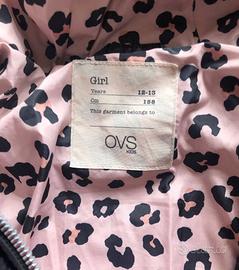 Girl
Years 12-13
Cm 158
This garment belongs to
OVS
KIDS